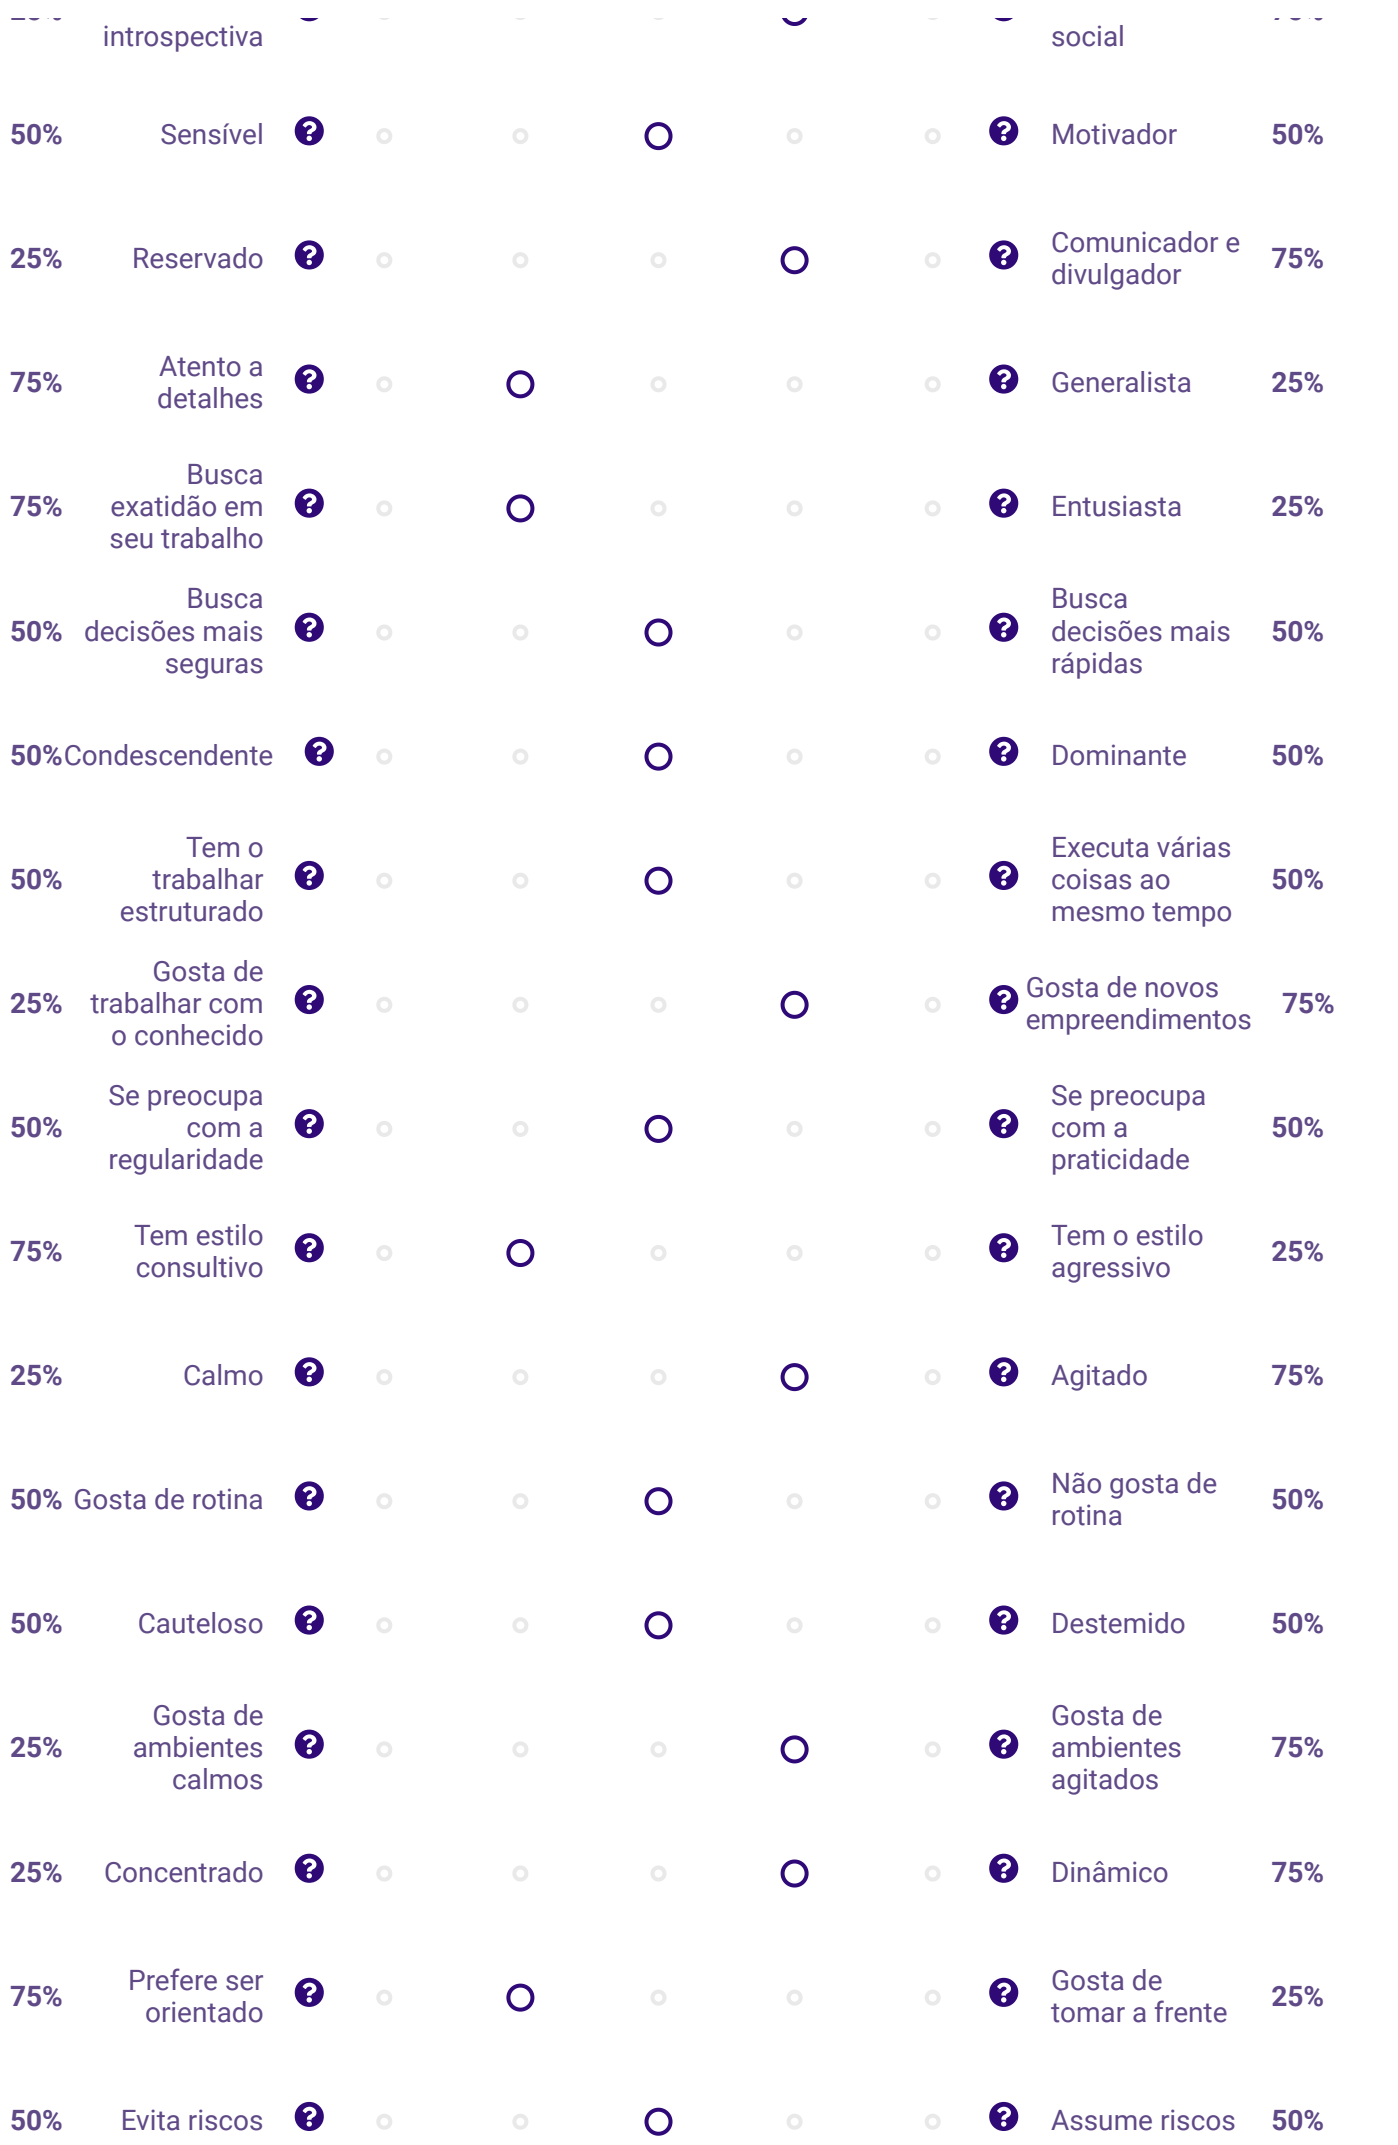 introspectiva
social
50% Sensível Motivador 50%
25% Reservado
Comunicador e
divulgador
75%
75%
Atento a
detalhes
Generalista 25%
75%
Busca
exatidão em
seu trabalho
Entusiasta 25%
50%
Busca
decisões mais
seguras
Busca
decisões mais
rápidas
50%
50% Condescendente Dominante 50%
50%
Tem o
trabalhar
estruturado
Executa várias
coisas ao
mesmo tempo
50%
25%
Gosta de
trabalhar com
o conhecido
Gosta de novos
empreendimentos
75%
50%
Se preocupa
com a
regularidade
Se preocupa
com a
praticidade
50%
75%
Tem estilo
consultivo
Tem o estilo
agressivo
25%
25% Calmo Agitado 75%
50% Gosta de rotina
Não gosta de
rotina
50%
50% Cauteloso Destemido 50%
25%
Gosta de
ambientes
calmos
Gosta de
ambientes
agitados
75%
25% Concentrado Dinâmico 75%
75%
Prefere ser
orientado
Gosta de
tomar a frente
25%
50% Evita riscos Assume riscos 50%